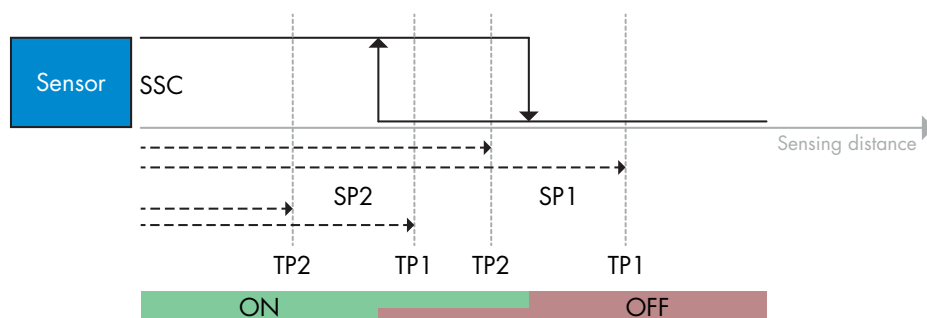 Sensor
SSC
Sensing distance
SP2
SP1
TP2
TP1
TP2
TP1
ON
OFF